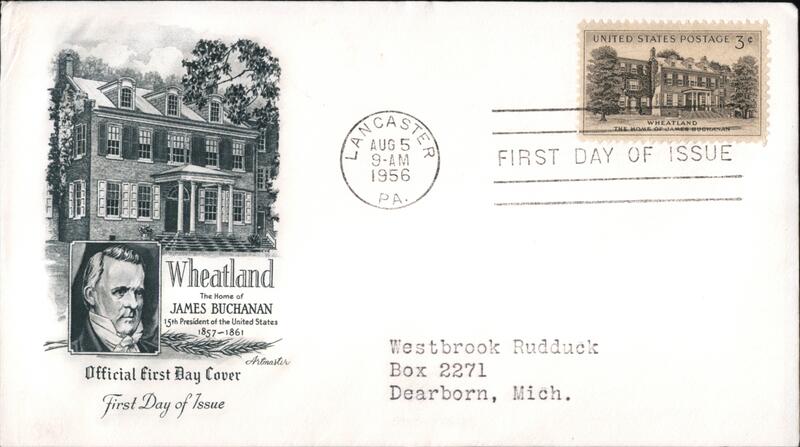 UNITED STATES POSTAGE 3¢
WHEATLAND
THE HOME OF JAMES BUCHANAN
LANCASTER
AUG 5
9-AM
1956
PA.
FIRST DAY OF ISSUE
Wheatland
The Home of
JAMES BUCHANAN
15th President of the United States
1857-1861
Artmaster
Official First Day Cover
First Day of Issue
Westbrook Rudduck
Box 2271
Dearborn, Mich.